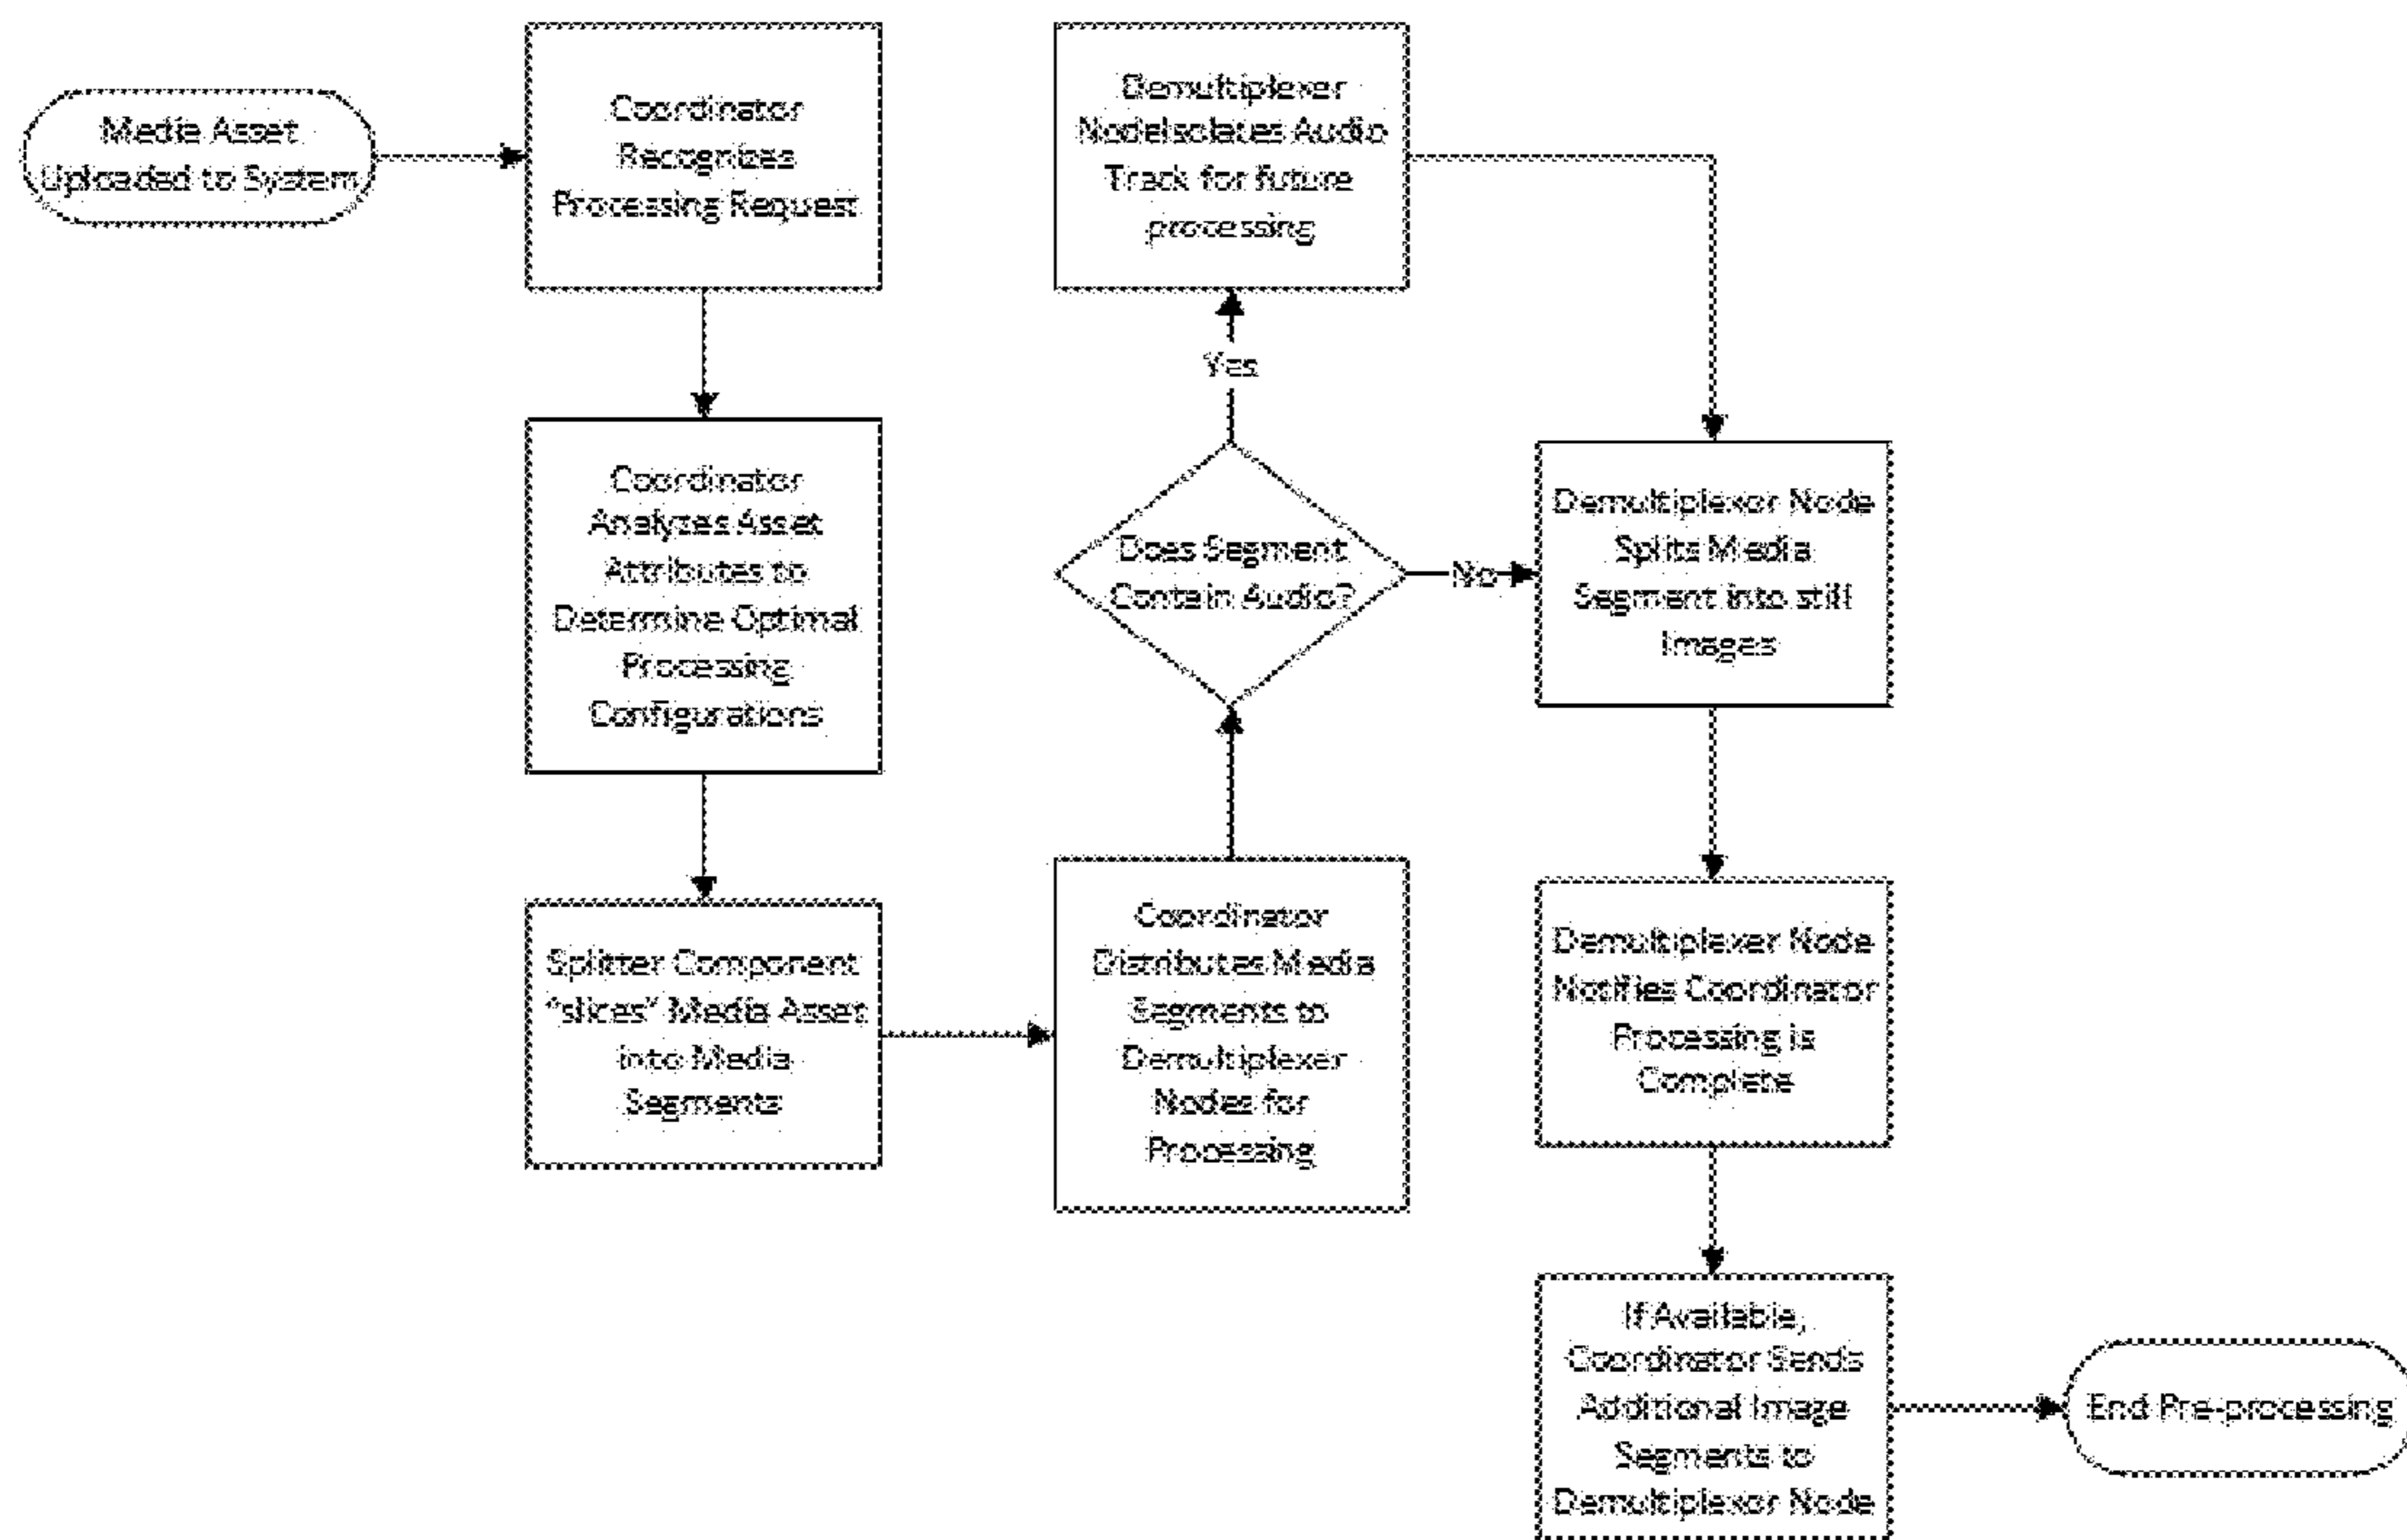 Media Asset
Uploaded to System
Coordinator
Recognizes
Processing Request
Coordinator
Analyzes Asset
Attributes to
Determine Optimal
Processing
Configurations
Splitter Component
"slices" Media Asset
into Media
Segments
Coordinator
Distributes Media
Segments to
Demultiplexer
Nodes for
Processing
Does Segment
Contain Audio?
Yes
No
Demultiplexer
NodeIsolates Audio
Track for future
processing
Demultiplexor Node
Splits Media
Segment into still
Images
Demultiplexer Node
Notifies Coordinator
Processing is
Complete
If Available,
Coordinator Sends
Additional Image
Segments to
Demultiplexor Node
End Pre-processing